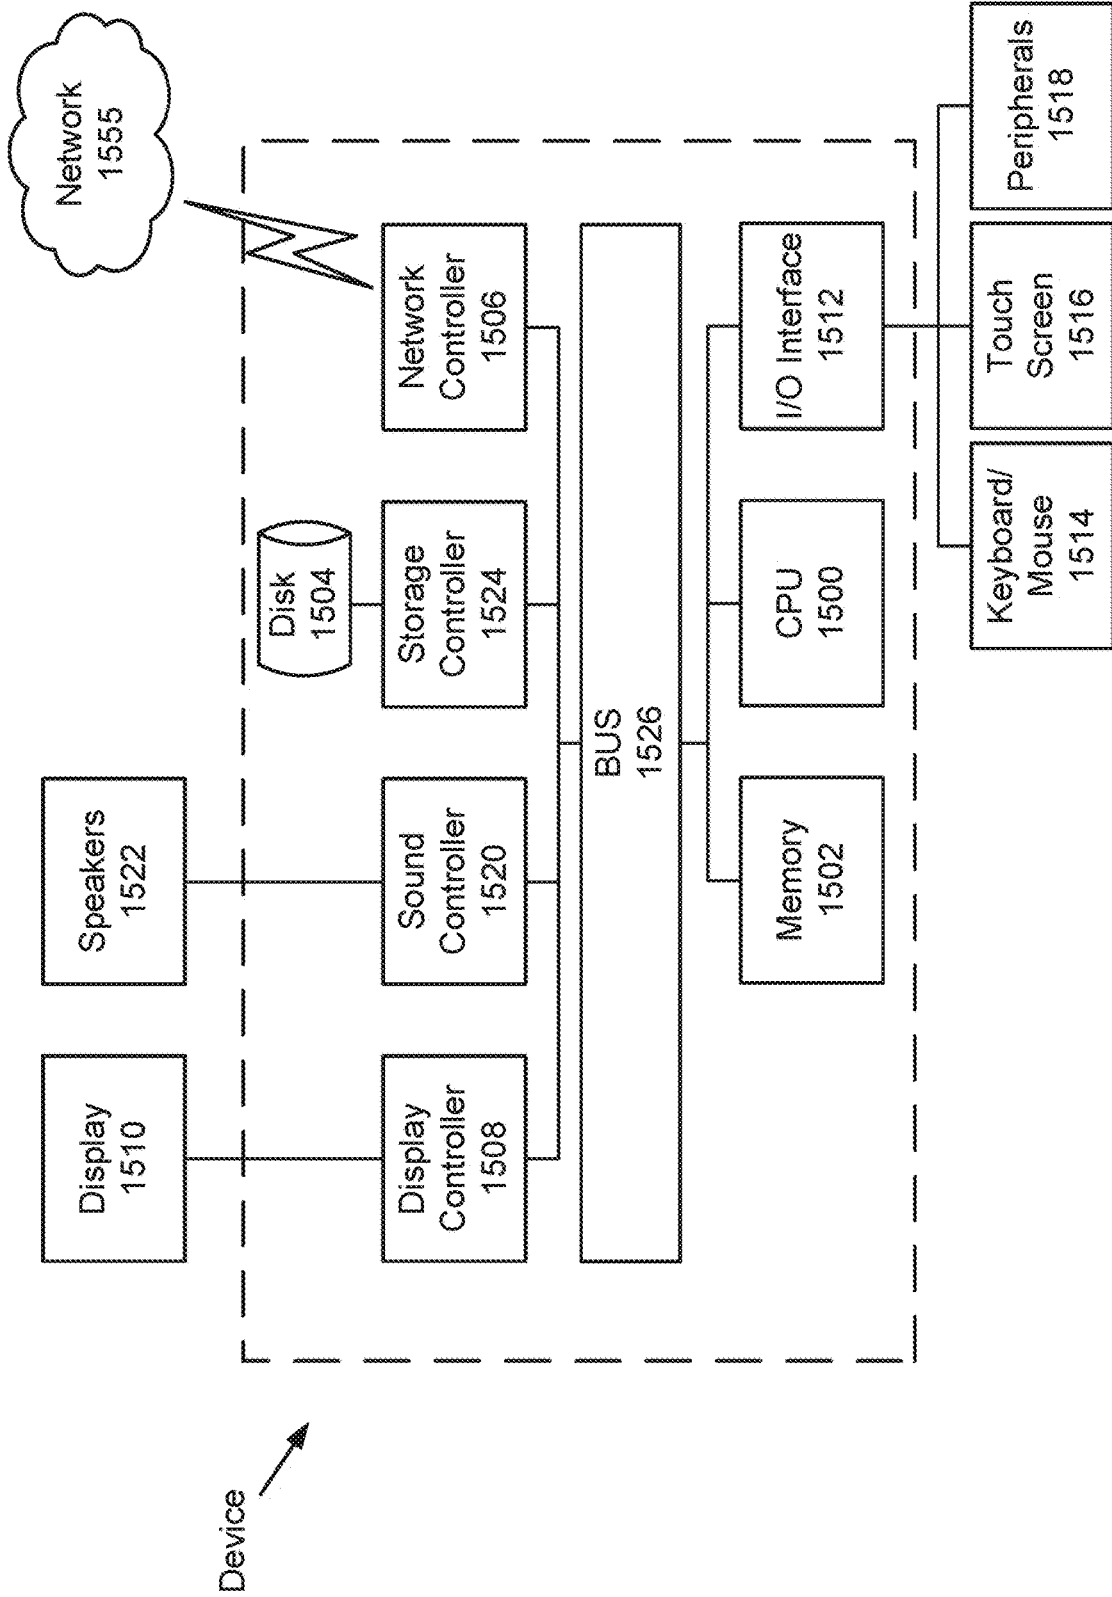 Device
Display
1510
Speakers
1522
Network
1555
Disk
1504
Display
Controller
1508
Sound
Controller
1520
Storage
Controller
1524
Network
Controller
1506
BUS
1526
Memory
1502
CPU
1500
I/O Interface
1512
Keyboard/
Mouse
1514
Touch
Screen
1516
Peripherals
1518